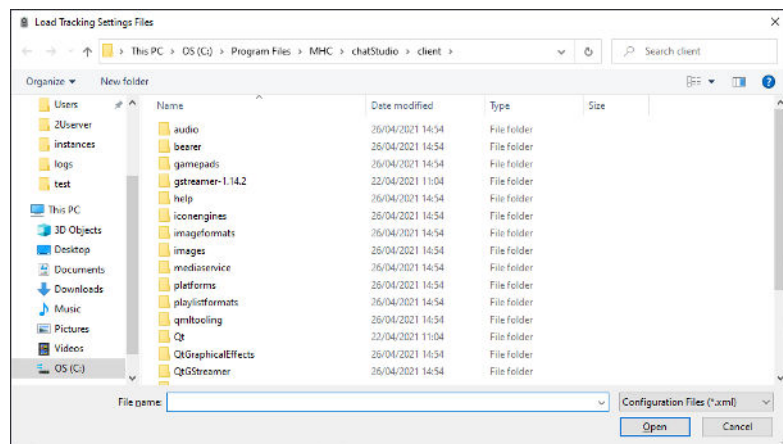 Load Tracking Settings Files
This PC > OS (C:) > Program Files > MHC > chatStudio > client >
Search client
Organize
New folder
Users
2Userver
instances
logs
test
This PC
3D Objects
Desktop
Documents
Downloads
Music
Pictures
Videos
OS (C:)
Name Date modified Type Size
audio 26/04/2021 14:54 File folder
bearer 26/04/2021 14:54 File folder
gamepads 26/04/2021 14:54 File folder
gstreamer-1.14.2 22/04/2021 11:04 File folder
help 26/04/2021 14:54 File folder
iconengines 26/04/2021 14:54 File folder
imageformats 26/04/2021 14:54 File folder
images 26/04/2021 14:54 File folder
mediaservice 26/04/2021 14:54 File folder
platforms 26/04/2021 14:54 File folder
playlistformats 26/04/2021 14:54 File folder
qmltooling 26/04/2021 14:54 File folder
Qt 22/04/2021 11:04 File folder
QtGraphicalEffects 26/04/2021 14:54 File folder
QtGStreamer 26/04/2021 14:54 File folder
File name:
Configuration Files (*.xml)
Open
Cancel